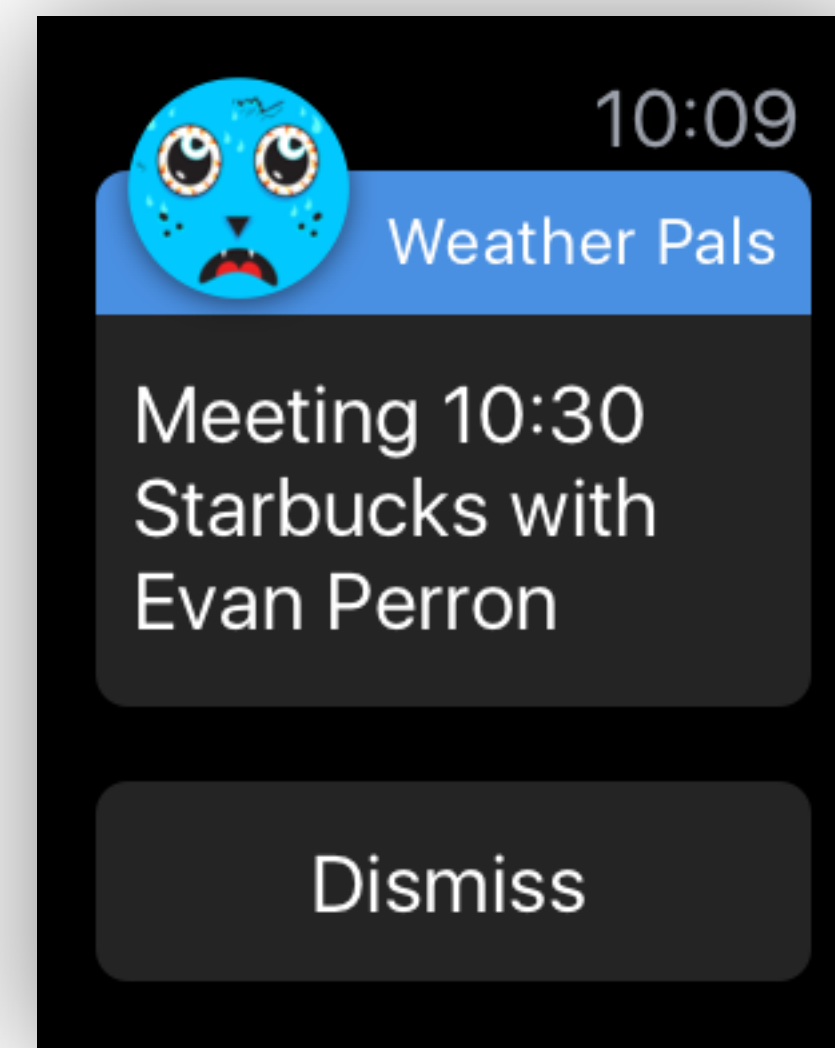 10:09
Weather Pals
Meeting 10:30
Starbucks with
Evan Perron
Dismiss